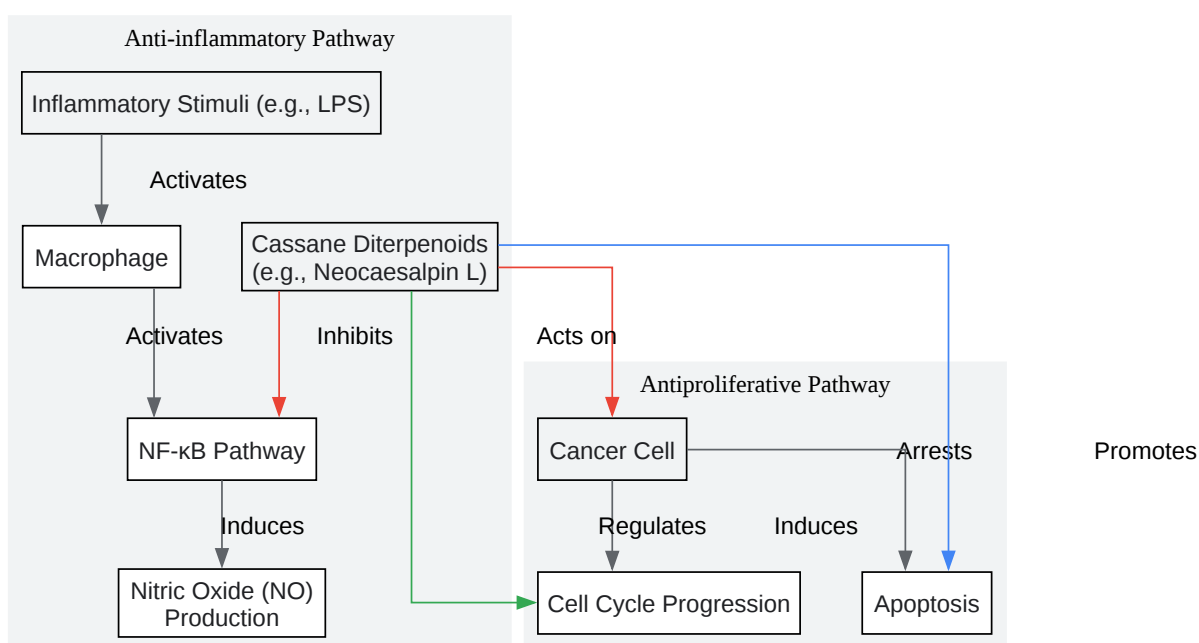 Anti-inflammatory Pathway
Inflammatory Stimuli (e.g., LPS)
Activates
Macrophage
Cassane Diterpenoids
(e.g., Neocaesalpin L)
Activates
Inhibits
Acts on
Antiproliferative Pathway
NF-κB Pathway
Cancer Cell
Arrests
Promotes
Induces
Regulates
Induces
Nitric Oxide (NO)
Production
Cell Cycle Progression
Apoptosis